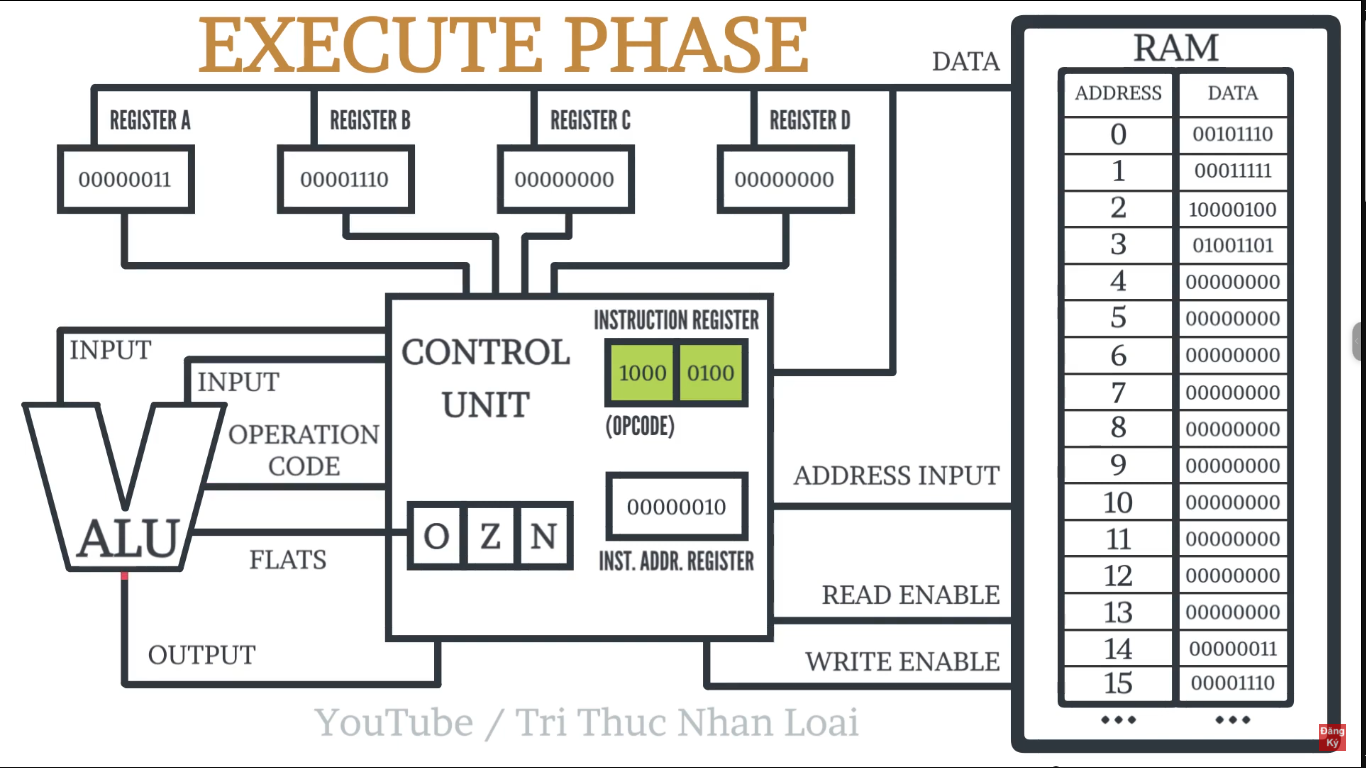 EXECUTE PHASE
DATA
RAM
ADDRESS DATA
0 00101110
1 00011111
2 10000100
3 01001101
4 00000000
5 00000000
6 00000000
7 00000000
8 00000000
9 00000000
10 00000000
11 00000000
12 00000000
13 00000000
14 00000011
15 00001110
••• •••
REGISTER A
00000011
REGISTER B
00001110
REGISTER C
00000000
REGISTER D
00000000
INPUT
INPUT
OPERATION
CODE
ALU
FLATS
OUTPUT
CONTROL
UNIT
INSTRUCTION REGISTER
1000 0100
(OPCODE)
00000010
INST. ADDR. REGISTER
O Z N
ADDRESS INPUT
READ ENABLE
WRITE ENABLE
YouTube / Tri Thuc Nhan Loai
Đăng
Ký